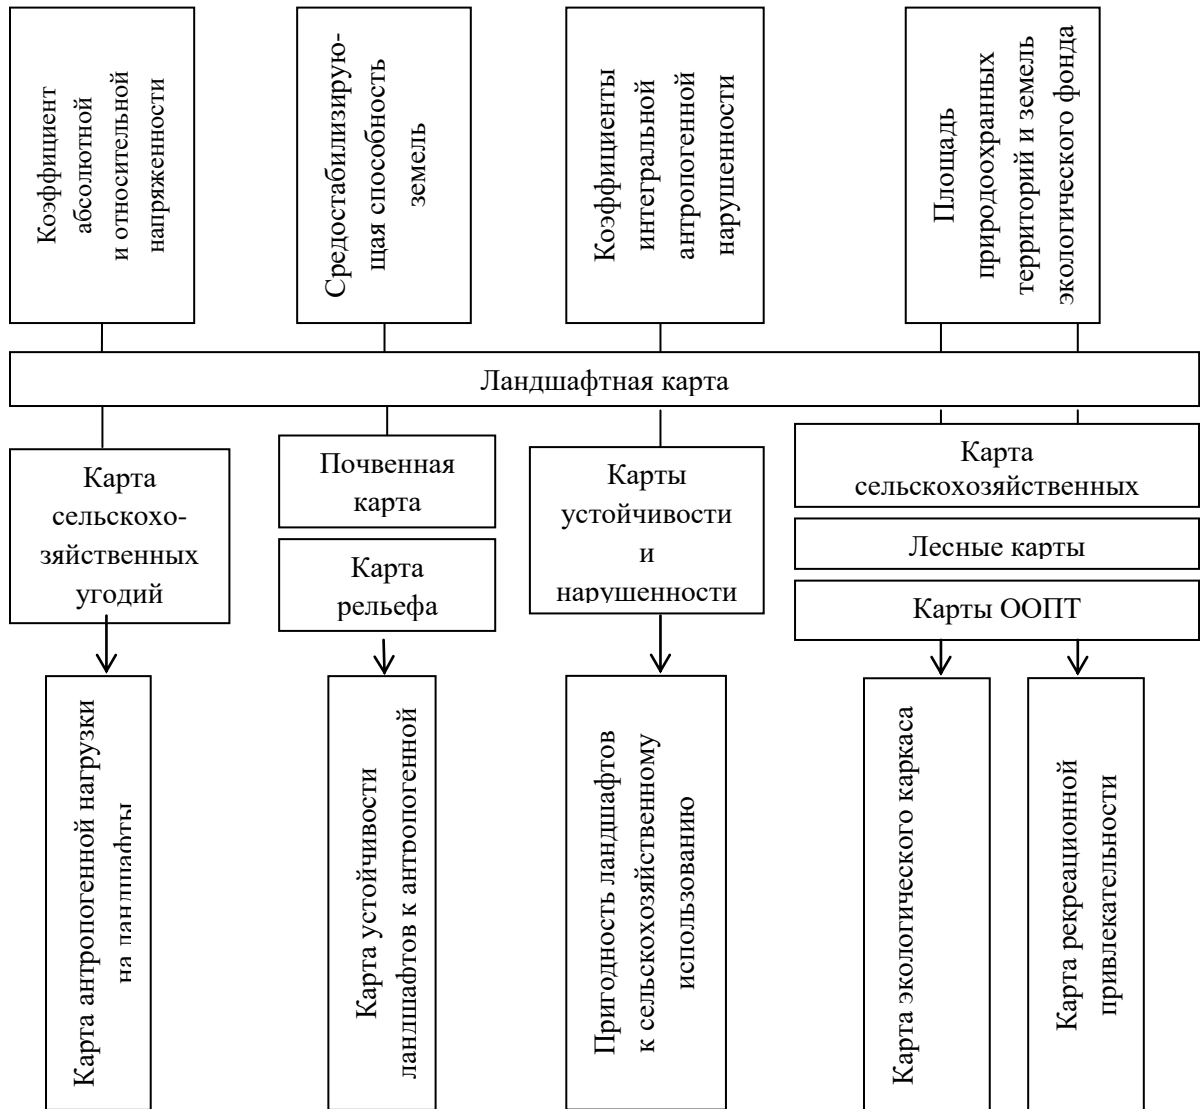 Коэффициент
абсолютной
и относительной
напряженности
Средостабилизирую-
щая способность
земель
Коэффициенты
интегральной
антропогенной
нарушенности
Площадь
природоохранных
территорий и земель
экологического фонда
Ландшафтная карта
Карта
сельскохо-
зяйственных
угодий
Почвенная
карта
Карта
рельефа
Карты
устойчивости
и
нарушенности
Карта
сельскохозяйственных
Лесные карты
Карты ООПТ
Карта антропогенной нагрузки
на ландшафты
Карта устойчивости
ландшафтов к антропогенной
Пригодность ландшафтов
к сельскохозяйственному
использованию
Карта экологического каркаса
Карта рекреационной
привлекательности